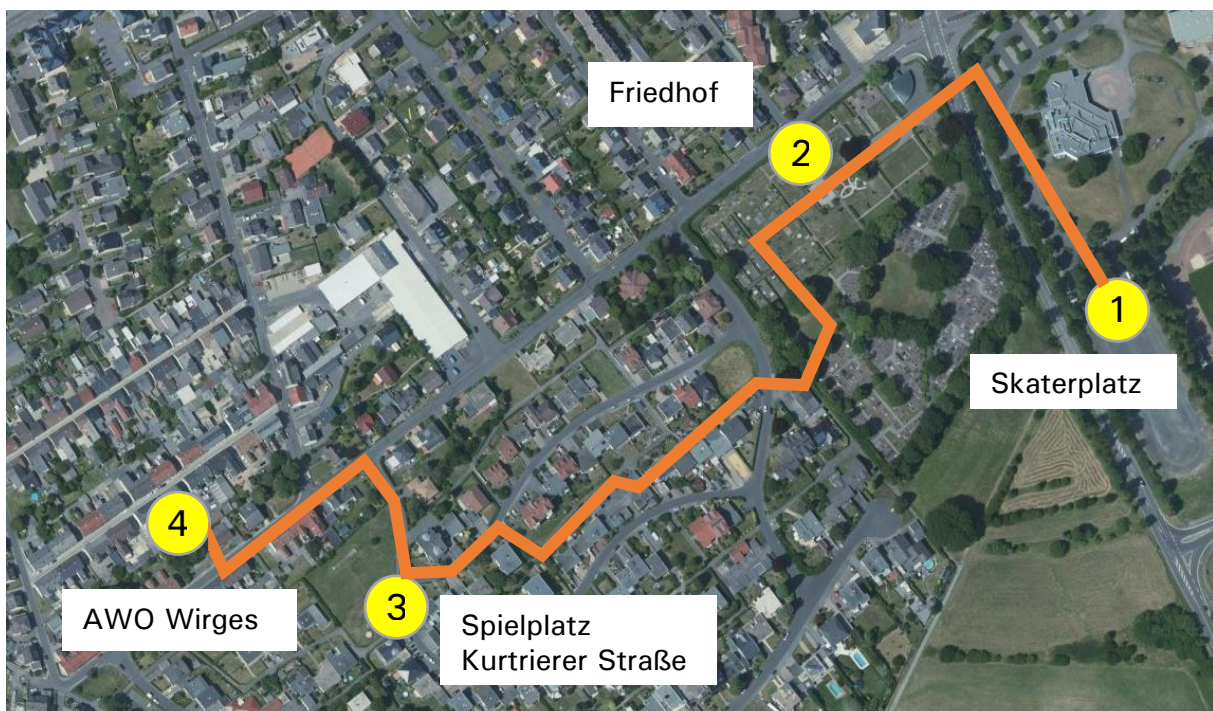 Friedhof
2
1
Skaterplatz
4
3
AWO Wirges
Spielplatz
Kurtrierer Straße